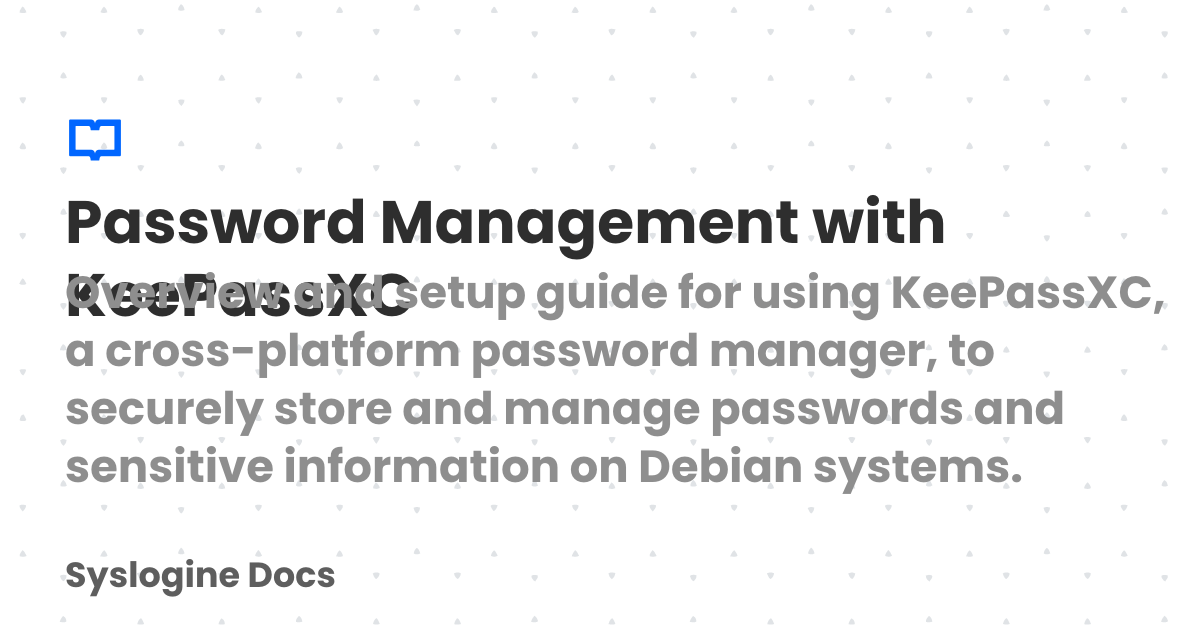 Password Management with
KeePassXC
Overview and setup guide for using KeePassXC,
a cross-platform password manager, to
securely store and manage passwords and
sensitive information on Debian systems.
Syslogine Docs